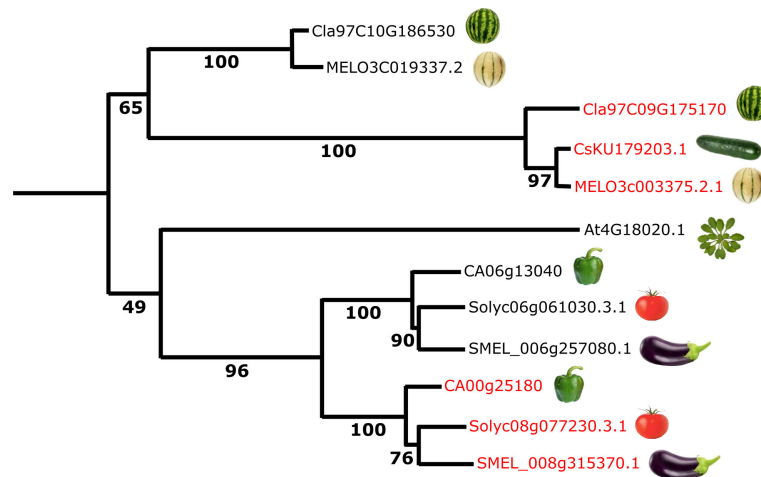 Cla97C10G186530
100
MELO3C019337.2
65
Cla97C09G175170
100
CsKU179203.1
97
MELO3c003375.2.1
At4G18020.1
CA06g13040
49
Solyc06g061030.3.1
100
90
SMEL_006g257080.1
96
CA00g25180
100
Solyc08g077230.3.1
76
SMEL_008g315370.1